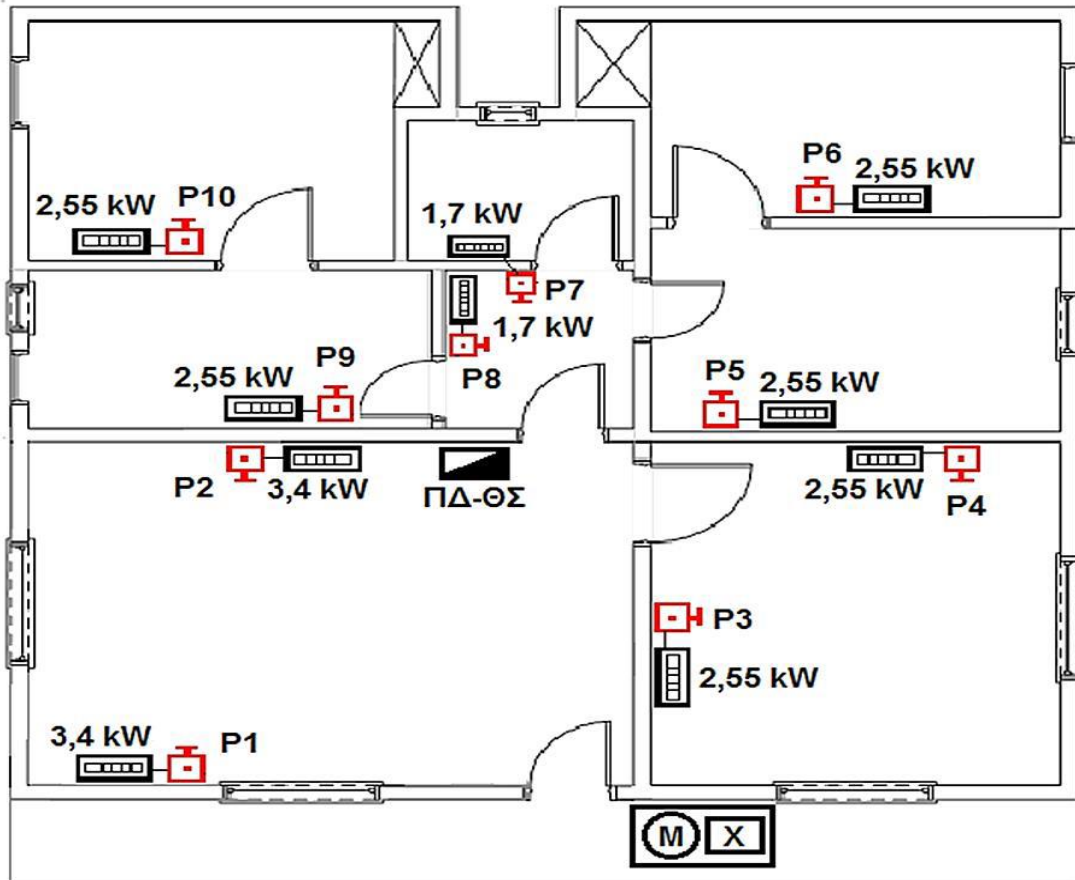 P6
2,55 kW
P10
2,55 kW
1,7 kW
P7
1,7 kW
P8
P9
2,55 kW
P5
2,55 kW
P2
3,4 kW
ΠΔ-ΘΣ
2,55 kW
P4
P3
2,55 kW
3,4 kW
P1
M
X